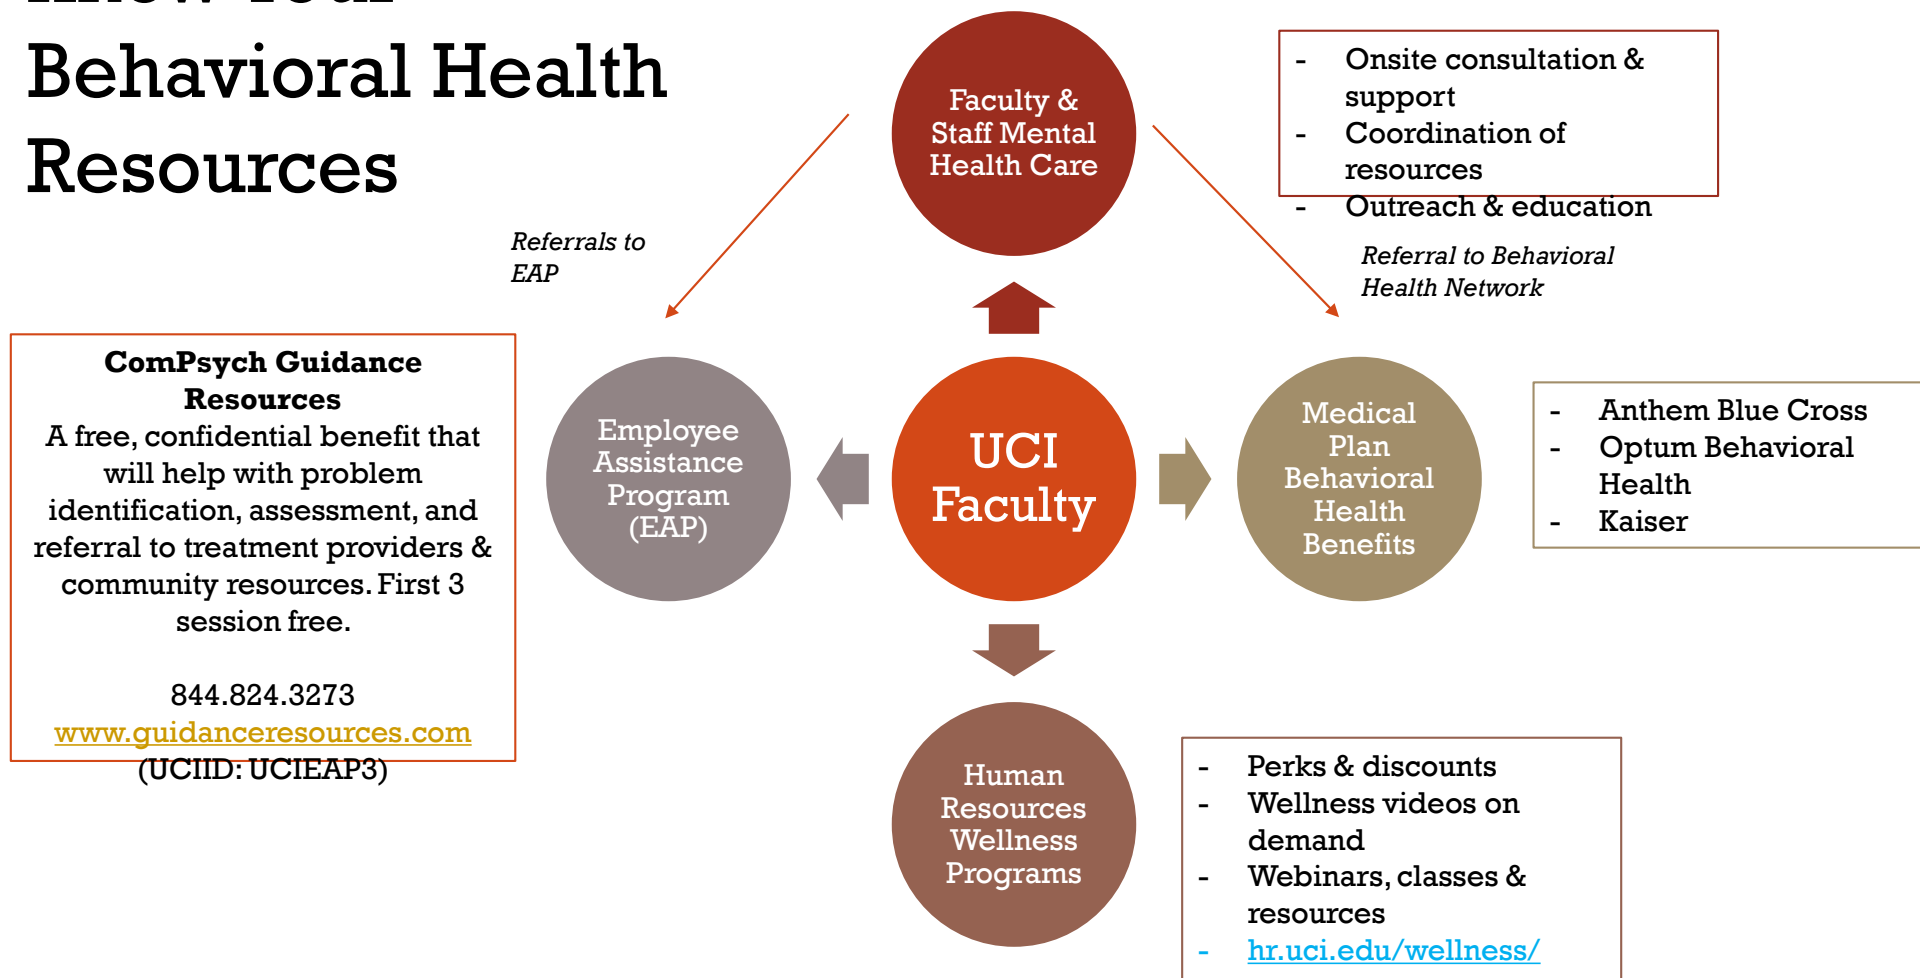 Know Your
Behavioral Health
Resources
Faculty &
Staff Mental
Health Care
-	Onsite consultation &
support
-	Coordination of
resources
-	Outreach & education
Referrals to
EAP
Referral to Behavioral
Health Network
ComPsych Guidance
Resources
A free, confidential benefit that
will help with problem
identification, assessment, and
referral to treatment providers &
community resources. First 3
session free.
844.824.3273
www.guidanceresources.com
(UCIID: UCIEAP3)
Employee
Assistance
Program
(EAP)
UCI
Faculty
Medical
Plan
Behavioral
Health
Benefits
-	Anthem Blue Cross
-	Optum Behavioral
Health
-	Kaiser
Human
Resources
Wellness
Programs
-	Perks & discounts
-	Wellness videos on
demand
-	Webinars, classes &
resources
-	hr.uci.edu/wellness/